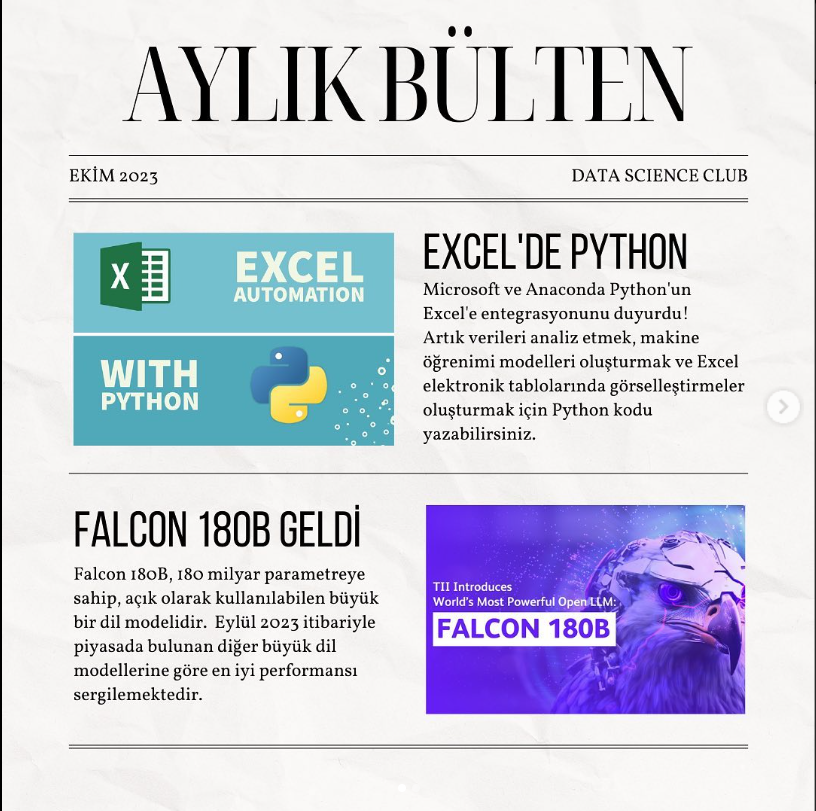 AYLIK BÜLTEN
EKİM 2023
DATA SCIENCE CLUB
X
EXCEL
AUTOMATION
WITH
PYTHON
EXCEL'DE PYTHON
Microsoft ve Anaconda Python'un
Excel'e entegrasyonunu duyurdu!
Artık verileri analiz etmek, makine
öğrenimi modelleri oluşturmak ve Excel
elektronik tablolarında görselleştirmeler
oluşturmak için Python kodu
yazabilirsiniz.
FALCON 180B GELDİ
Falcon 180B, 180 milyar parametreye
sahip, açık olarak kullanılabilen büyük
bir dil modelidir. Eylül 2023 itibariyle
piyasada bulunan diğer büyük dil
modellerine göre en iyi performansı
sergilemektedir.
TII Introduces
World's Most Powerful Open LLM:
FALCON 180B